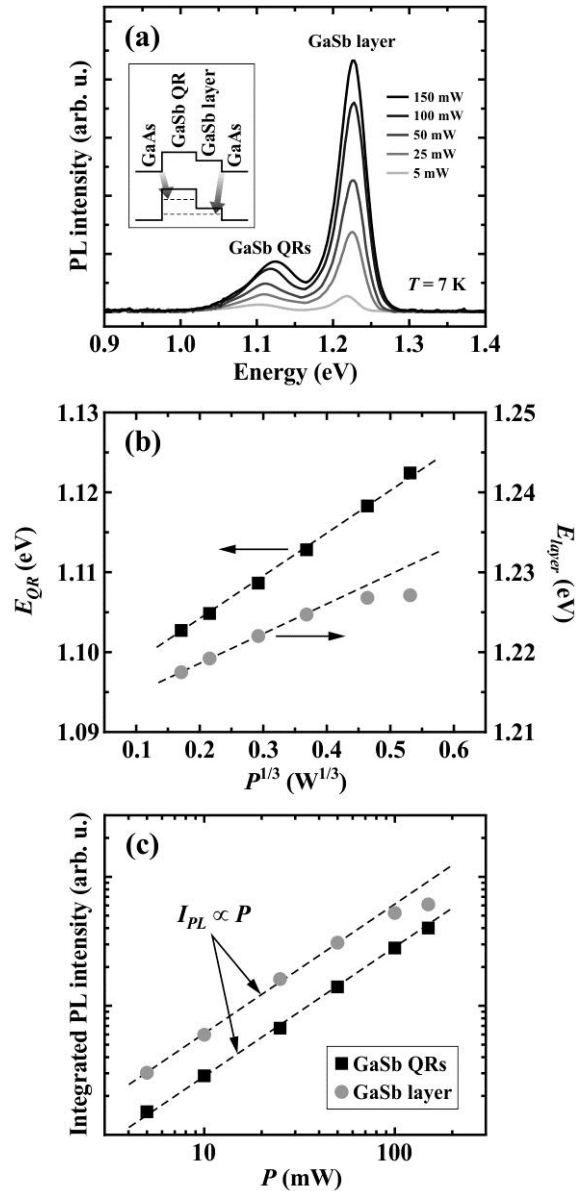 (a)
GaSb layer
150 mW
100 mW
50 mW
25 mW
5 mW
GaAs
GaSb QR
GaSb layer
GaAs
GaSb QRs
T = 7 K
PL intensity (arb. u.)
0.9 1.0 1.1 1.2 1.3 1.4
Energy (eV)
(b)
1.13 1.25
1.12 1.24
1.11 1.23
1.10 1.22
1.09 1.21
E_QR (eV)
E_layer (eV)
0.1 0.2 0.3 0.4 0.5 0.6
P^1/3 (W^1/3)
(c)
Integrated PL intensity (arb. u.)
I_PL ∝ P
GaSb QRs
GaSb layer
10 100
P (mW)